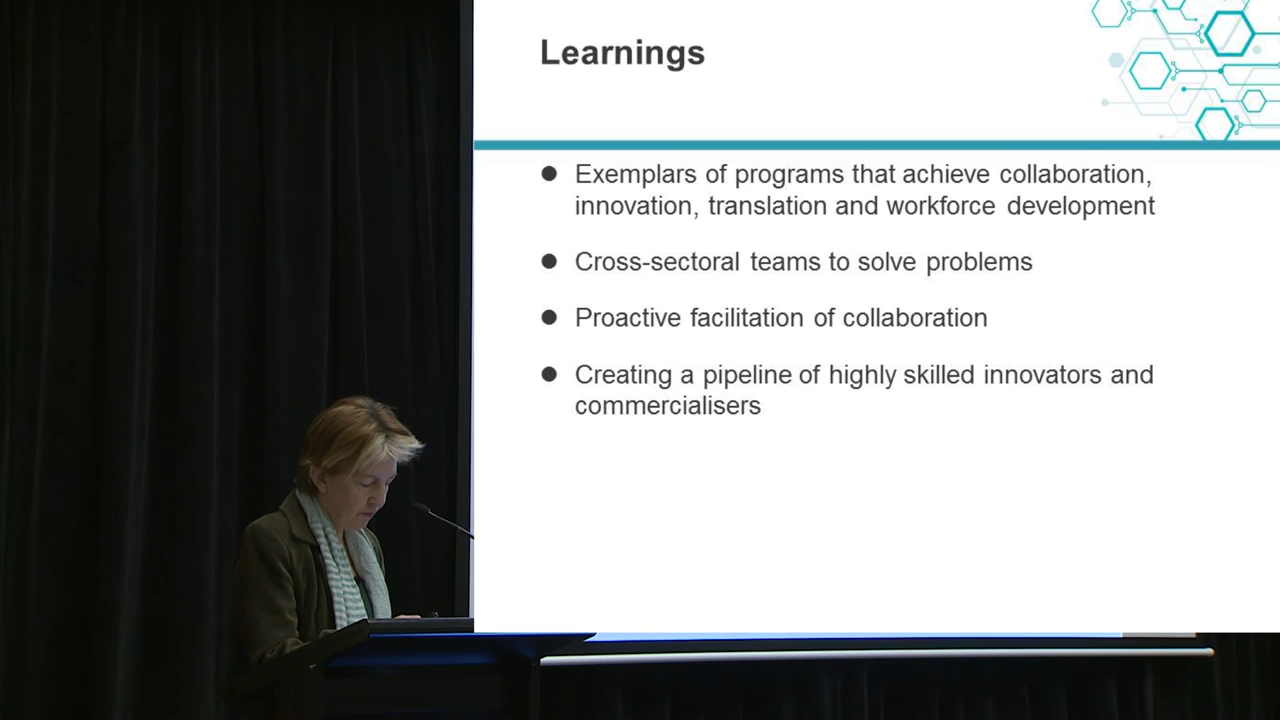 Learnings
Exemplars of programs that achieve collaboration,
innovation, translation and workforce development
Cross-sectoral teams to solve problems
Proactive facilitation of collaboration
Creating a pipeline of highly skilled innovators and
commercialisers